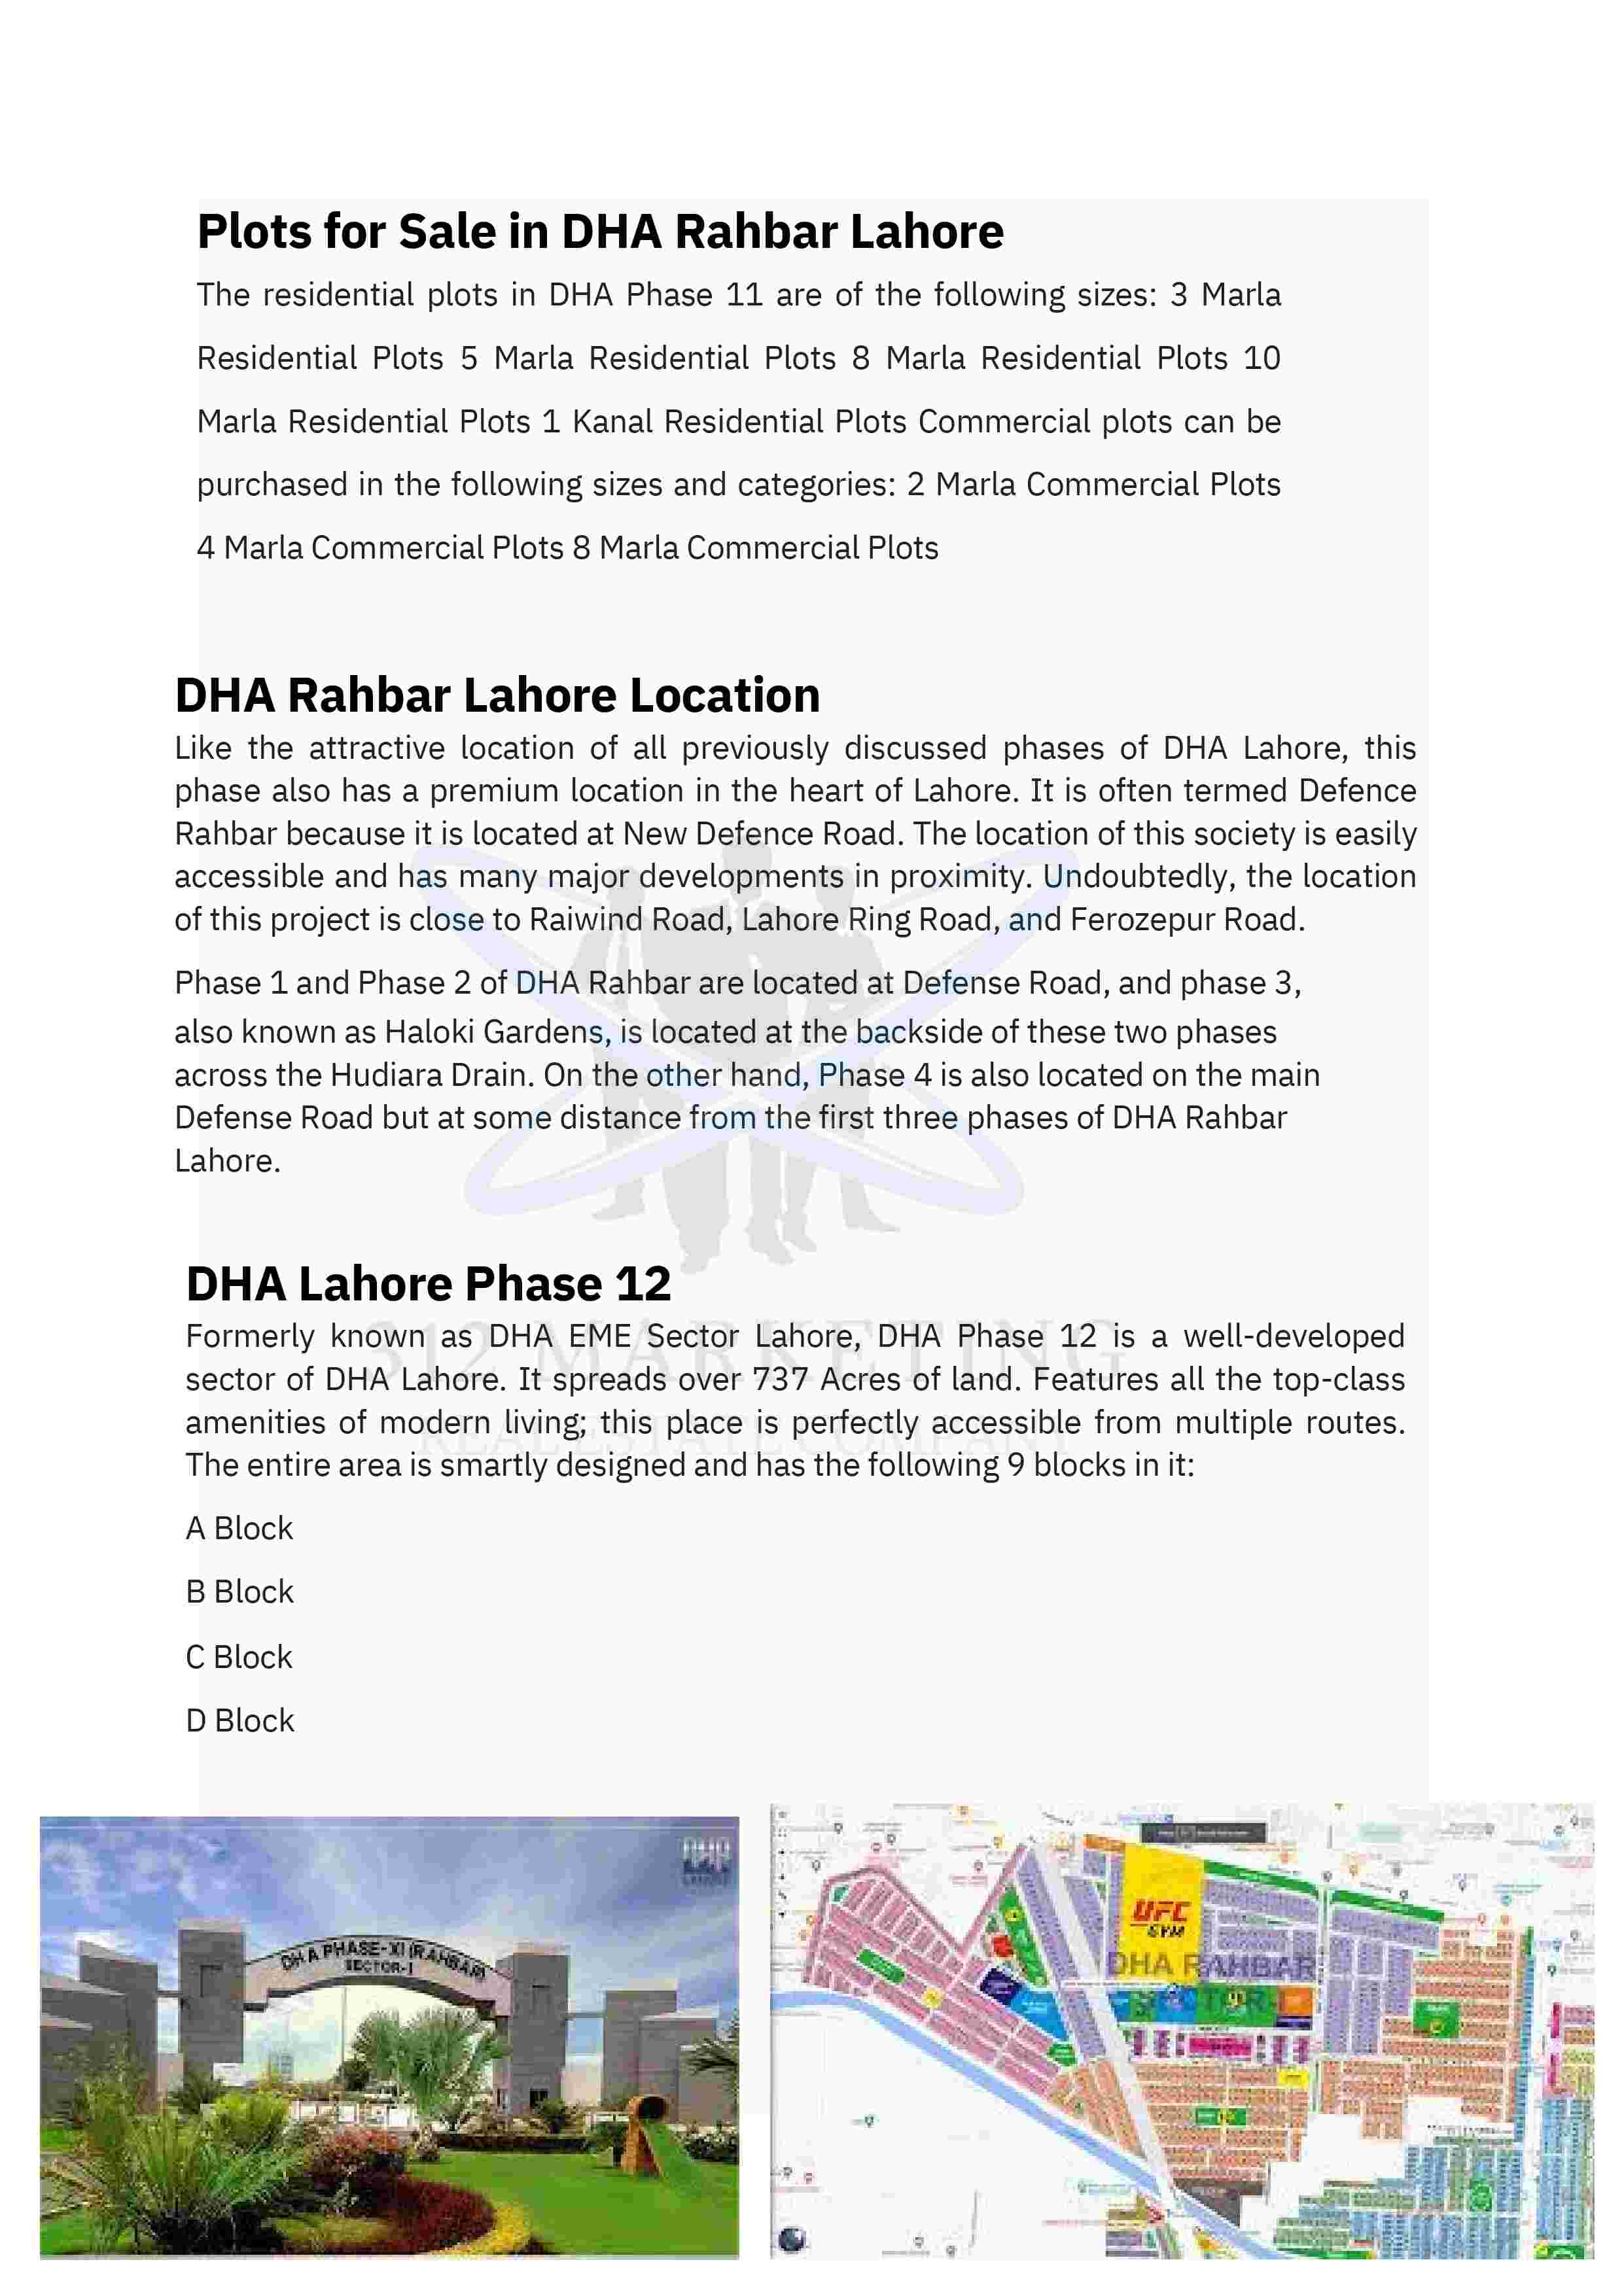 Plots for Sale in DHA Rahbar Lahore
The residential plots in DHA Phase 11 are of the following sizes: 3 Marla
Residential Plots 5 Marla Residential Plots 8 Marla Residential Plots 10
Marla Residential Plots 1 Kanal Residential Plots Commercial plots can be
purchased in the following sizes and categories: 2 Marla Commercial Plots
4 Marla Commercial Plots 8 Marla Commercial Plots
DHA Rahbar Lahore Location
Like the attractive location of all previously discussed phases of DHA Lahore, this
phase also has a premium location in the heart of Lahore. It is often termed Defence
Rahbar because it is located at New Defence Road. The location of this society is easily
accessible and has many major developments in proximity. Undoubtedly, the location
of this project is close to Raiwind Road, Lahore Ring Road, and Ferozepur Road.
Phase 1 and Phase 2 of DHA Rahbar are located at Defense Road, and phase 3,
also known as Haloki Gardens, is located at the backside of these two phases
across the Hudiara Drain. On the other hand, Phase 4 is also located on the main
Defense Road but at some distance from the first three phases of DHA Rahbar
Lahore.
DHA Lahore Phase 12
312 MARKETING
REAL ESTATE COMPANY
Formerly known as DHA EME Sector Lahore, DHA Phase 12 is a well-developed
sector of DHA Lahore. It spreads over 737 Acres of land. Features all the top-class
amenities of modern living; this place is perfectly accessible from multiple routes.
The entire area is smartly designed and has the following 9 blocks in it:
A Block
B Block
C Block
D Block
DHA PHASE-XI (RAHBAR)
SECTOR-I
UFC
GYM
DHA RAHBAR